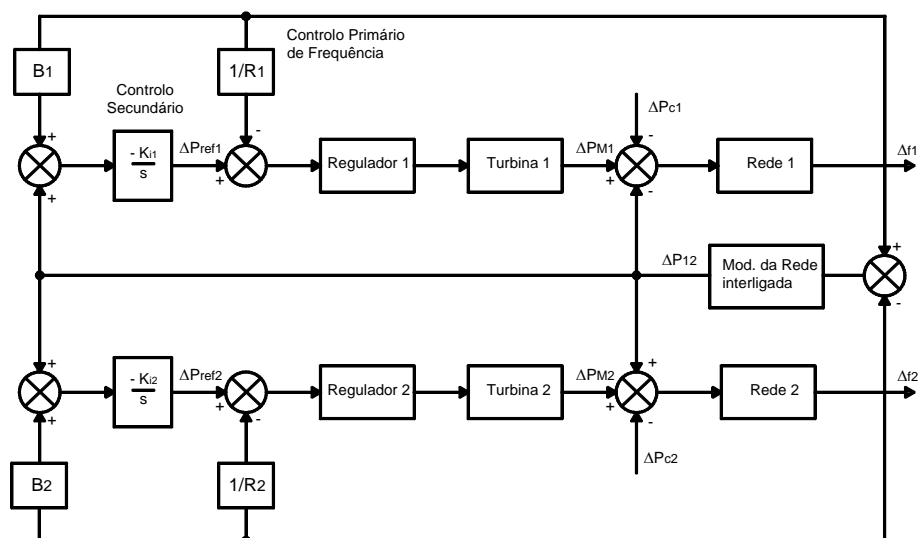 Controlo Primário
de Frequência
B1
1/R1
Controlo
Secundário
ΔPc1
+
-
-
- Ki1
s
ΔPref1
Regulador 1
Turbina 1
ΔPM1
Rede 1
Δf1
+
+
+
-
ΔP12
Mod. da Rede
interligada
+
-
+
+
- Ki2
s
ΔPref2
Regulador 2
Turbina 2
ΔPM2
Rede 2
Δf2
+
+
-
+
-
ΔPc2
B2
1/R2